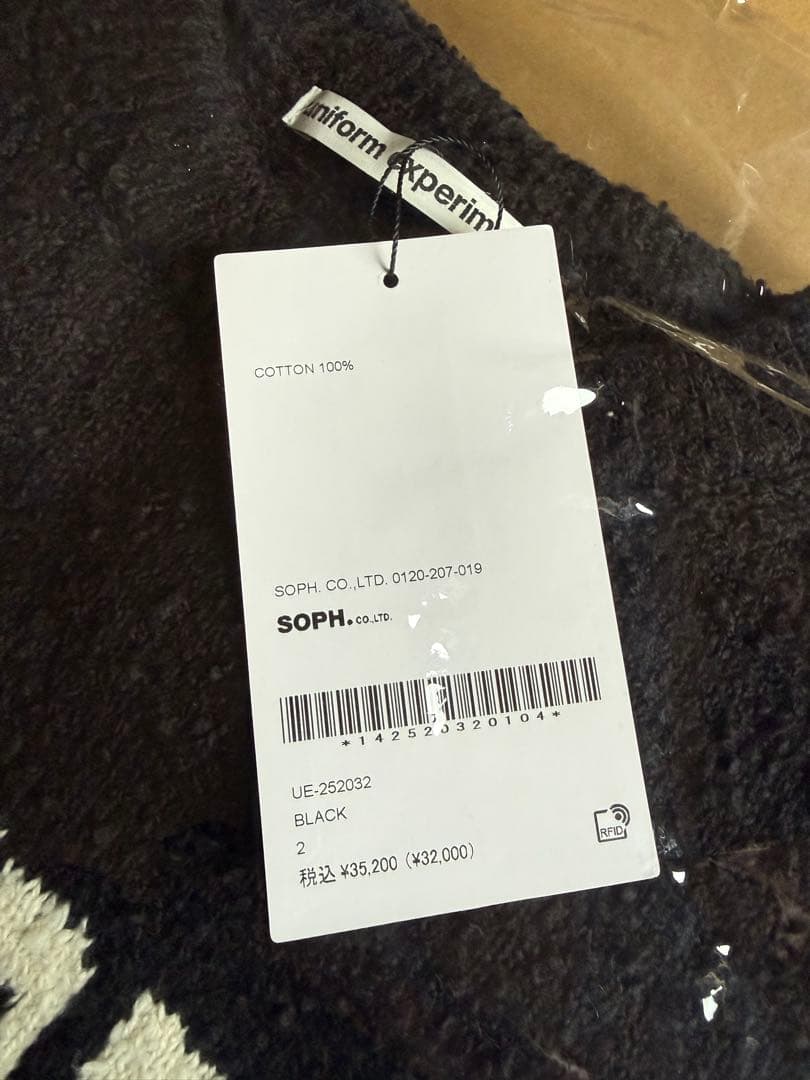 uniform experim
COTTON 100%
SOPH. CO.,LTD. 0120-207-019
SOPH. CO.,LTD.
*142520320104*
UE-252032
BLACK
2
税込 ¥35,200 (¥32,000)
RFID